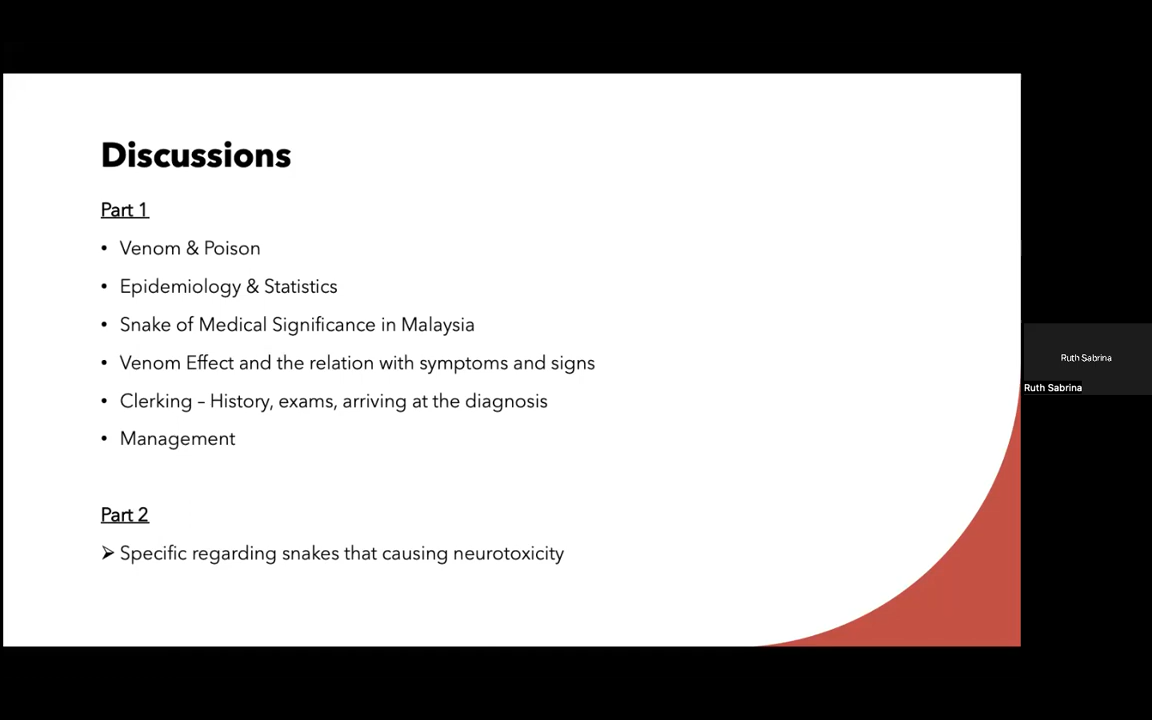 Discussions
Part 1
• Venom & Poison
• Epidemiology & Statistics
• Snake of Medical Significance in Malaysia
• Venom Effect and the relation with symptoms and signs
• Clerking – History, exams, arriving at the diagnosis
• Management
Part 2
➢ Specific regarding snakes that causing neurotoxicity
Ruth Sabrina
Ruth Sabrina